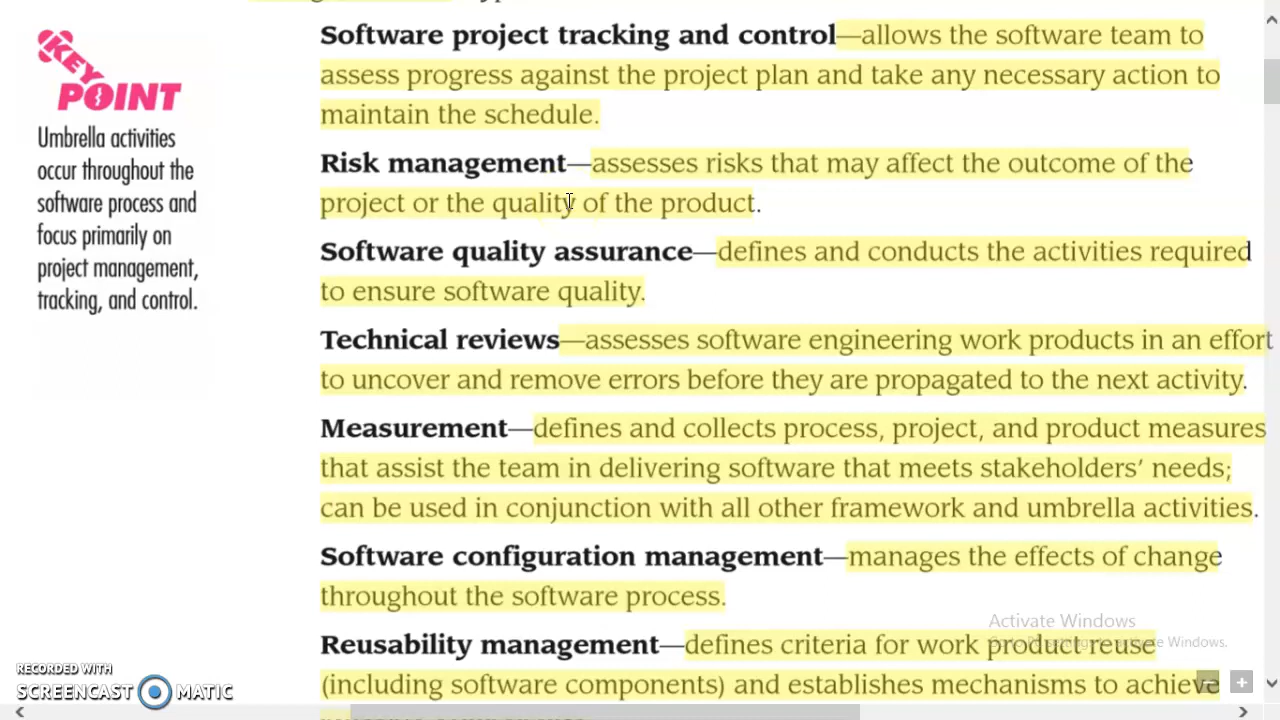 Software project tracking and control—allows the software team to
assess progress against the project plan and take any necessary action to
maintain the schedule.
KEY
POINT
Umbrella activities
occur throughout the
software process and
focus primarily on
project management,
tracking, and control.
Risk management—assesses risks that may affect the outcome of the
project or the quality of the product.
Software quality assurance—defines and conducts the activities required
to ensure software quality.
Technical reviews—assesses software engineering work products in an effort
to uncover and remove errors before they are propagated to the next activity.
Measurement—defines and collects process, project, and product measures
that assist the team in delivering software that meets stakeholders’ needs;
can be used in conjunction with all other framework and umbrella activities.
Software configuration management—manages the effects of change
throughout the software process.
Reusability management—defines criteria for work product reuse
(including software components) and establishes mechanisms to achieve
Activate Windows
Windows.
RECORDED WITH
SCREENCAST MATIC